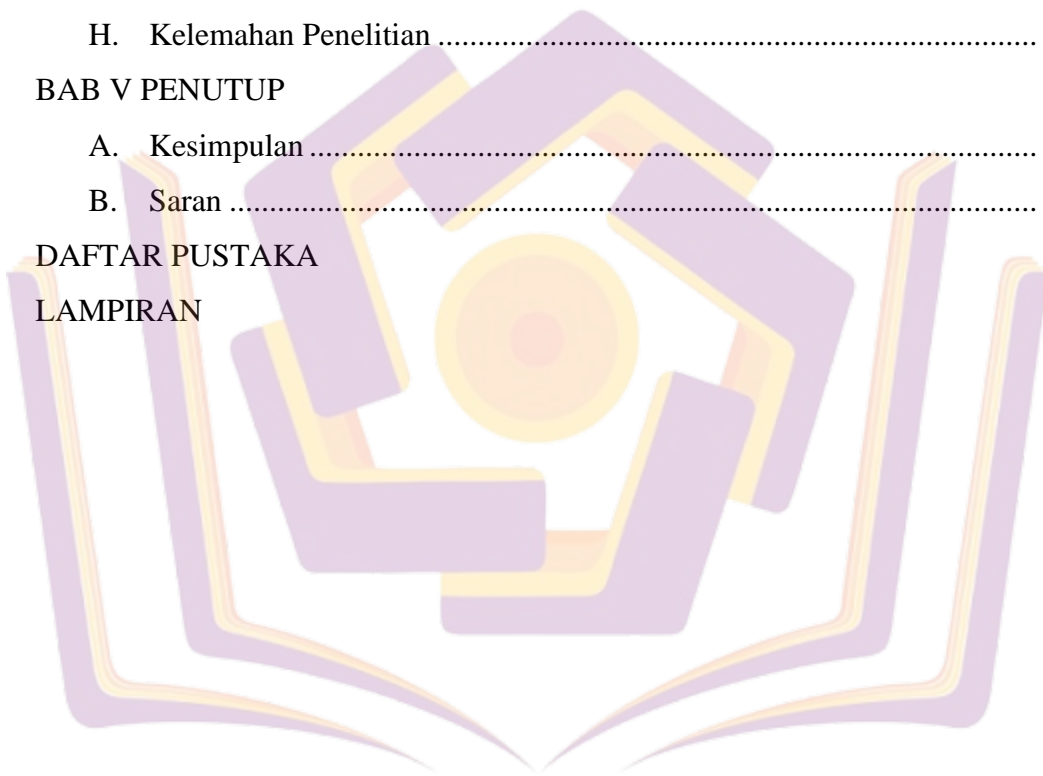 H. Kelemahan Penelitian ...........................................................................
BAB V PENUTUP
A. Kesimpulan ...........................................................................................
B. Saran .....................................................................................................
DAFTAR PUSTAKA
LAMPIRAN